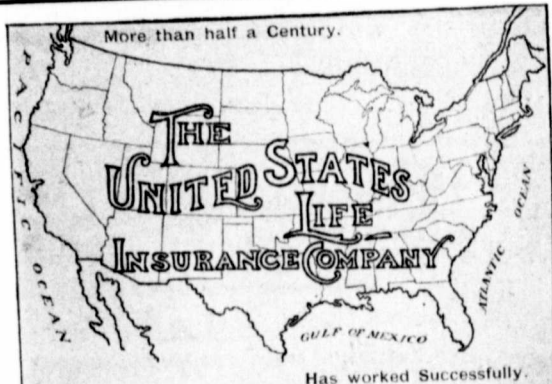 More than half a Century.
PACIFIC OCEAN
THE
UNITED STATES
LIFE
INSURANCE COMPANY
ATLANTIC OCEAN
GULF OF MEXICO
Has worked Successfully.